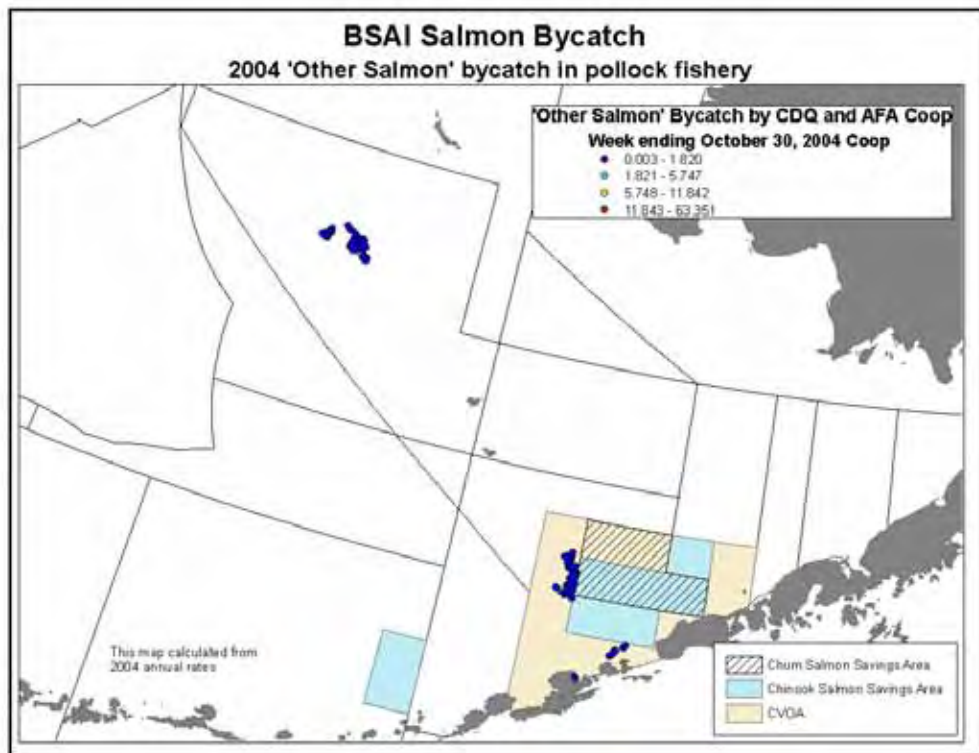 BSAI Salmon Bycatch
2004 'Other Salmon' bycatch in pollock fishery
'Other Salmon' Bycatch by CDQ and AFA Coop
Week ending October 30, 2004 Coop
0.003 - 1.820
1.821 - 5.747
5.748 - 11.842
11.843 - 63.351
This map calculated from
2004 annual rates
Chum Salmon Savings Area
Chinook Salmon Savings Area
CVOA